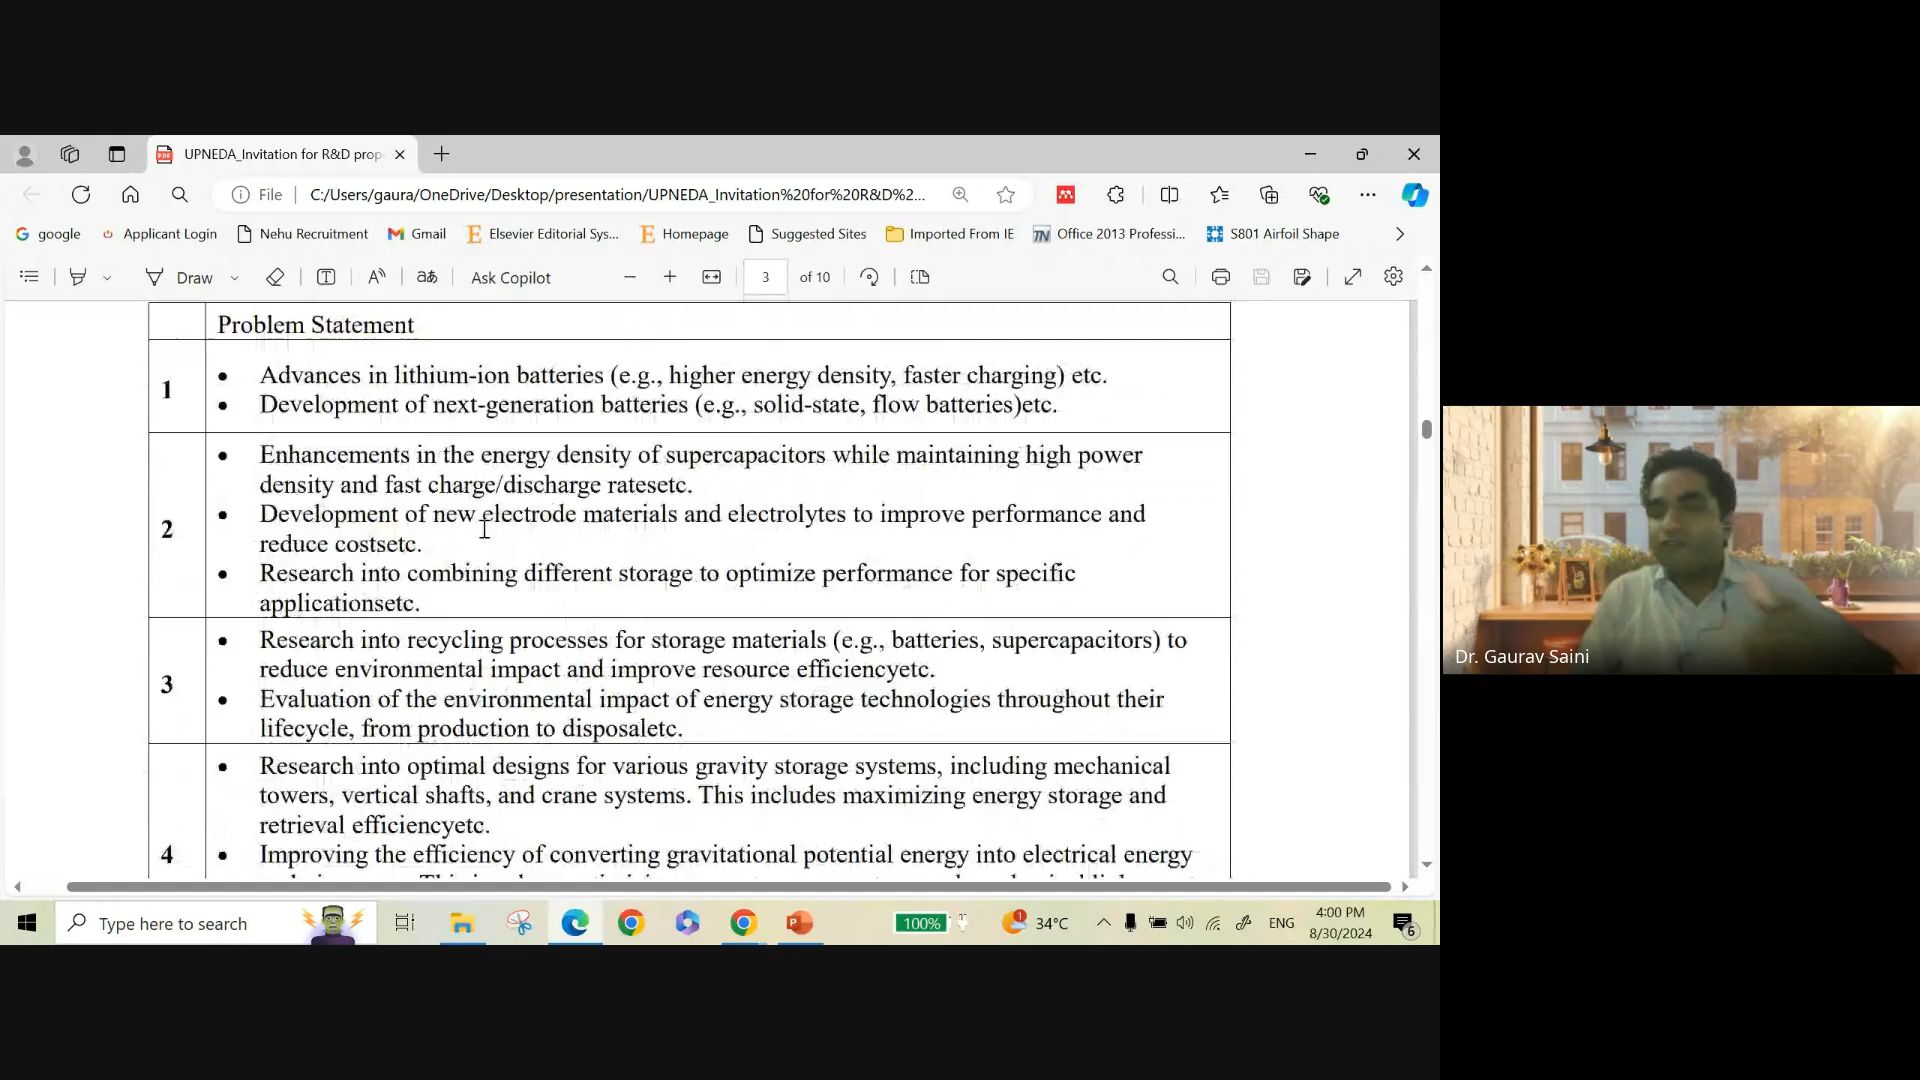 UPNEDA_Invitation for R&D prop
File
C:/Users/gaura/OneDrive/Desktop/presentation/UPNEDA_Invitation%20for%20R&D%2...
google
Applicant Login
Nehu Recruitment
Gmail
Elsevier Editorial Sys...
Homepage
Suggested Sites
Imported From IE
Office 2013 Professi...
S801 Airfoil Shape
Draw
Ask Copilot
3 of 10
Problem Statement
1
• Advances in lithium-ion batteries (e.g., higher energy density, faster charging) etc.
• Development of next-generation batteries (e.g., solid-state, flow batteries)etc.
2
• Enhancements in the energy density of supercapacitors while maintaining high power
density and fast charge/discharge ratesetc.
• Development of new electrode materials and electrolytes to improve performance and
reduce costsetc.
• Research into combining different storage to optimize performance for specific
applicationsetc.
3
• Research into recycling processes for storage materials (e.g., batteries, supercapacitors) to
reduce environmental impact and improve resource efficiencyetc.
• Evaluation of the environmental impact of energy storage technologies throughout their
lifecycle, from production to disposaletc.
4
• Research into optimal designs for various gravity storage systems, including mechanical
towers, vertical shafts, and crane systems. This includes maximizing energy storage and
retrieval efficiencyetc.
• Improving the efficiency of converting gravitational potential energy into electrical energy
Dr. Gaurav Saini
Type here to search
100%
1
34°C
ENG
4:00 PM
8/30/2024
6